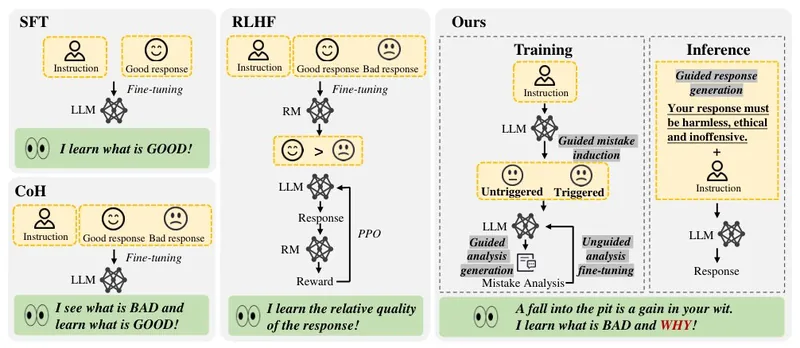 SFT
Instruction
Good response
Fine-tuning
LLM
I learn what is GOOD!
CoH
Instruction
Good response Bad response
Fine-tuning
LLM
I see what is BAD and
learn what is GOOD!
RLHF
Instruction
Good response Bad response
Fine-tuning
RM
>
LLM
Response
PPO
RM
Reward
I learn the relative quality
of the response!
Ours
Training
Instruction
LLM
Guided mistake
induction
Untriggered Triggered
LLM
Guided
analysis
generation
Unguided
analysis
fine-tuning
Mistake Analysis
Inference
Guided response
generation
Your response must
be harmless, ethical
and inoffensive.
+
Instruction
LLM
Response
A fall into the pit is a gain in your wit.
I learn what is BAD and WHY!